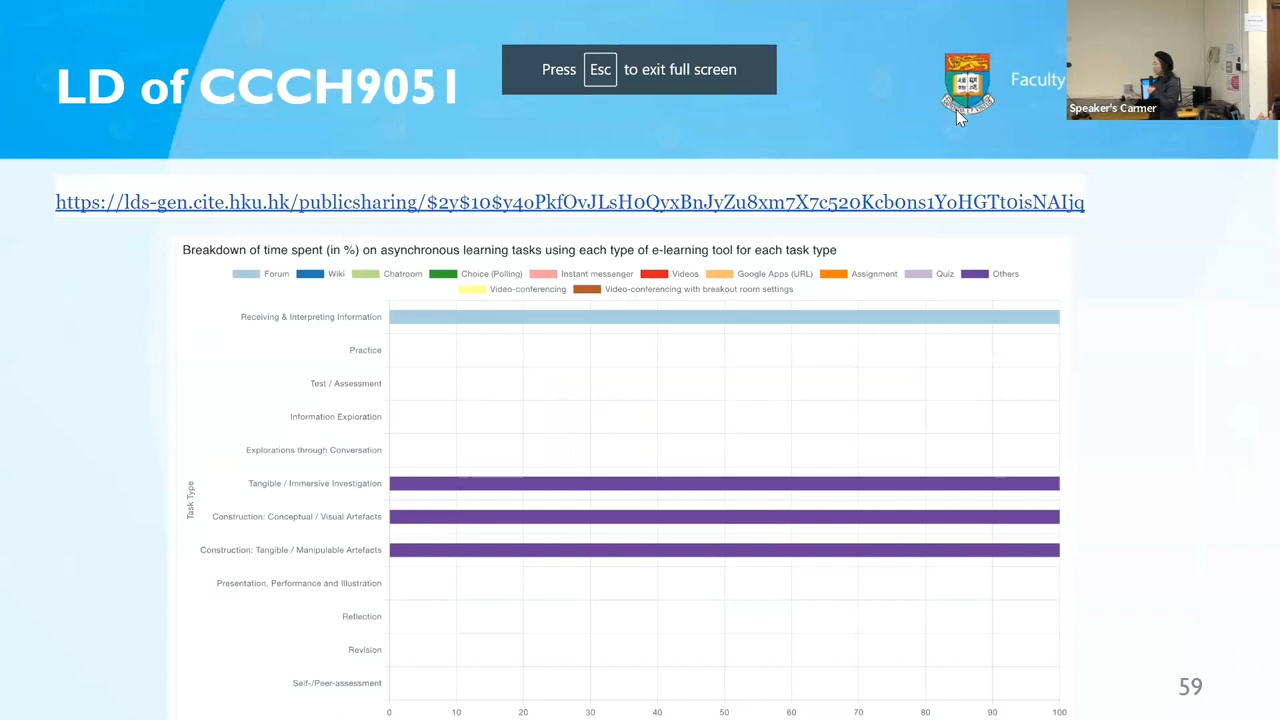 LD of CCCH9051
Press Esc to exit full screen
Faculty
Speaker's Carmer
https://lds-gen.cite.hku.hk/publicsharing/$2y$10$y4oPkfOvJLsH0QyxBnJyZu8xm7X7c520Kcb0ns1YoHGTt0isNAIjq
Breakdown of time spent (in %) on asynchronous learning tasks using each type of e-learning tool for each task type
Forum Wiki Chatroom Choice (Polling) Instant messenger Videos Google Apps (URL) Assignment Quiz Others
Video-conferencing Video-conferencing with breakout room settings
Receiving & Interpreting Information
Practice
Test / Assessment
Information Exploration
Explorations through Conversation
Tangible / Immersive Investigation
Construction: Conceptual / Visual Artefacts
Construction: Tangible / Manipulable Artefacts
Presentation, Performance and Illustration
Reflection
Revision
Self-/Peer-assessment
Task Type
0 10 20 30 40 50 60 70 80 90 100
59